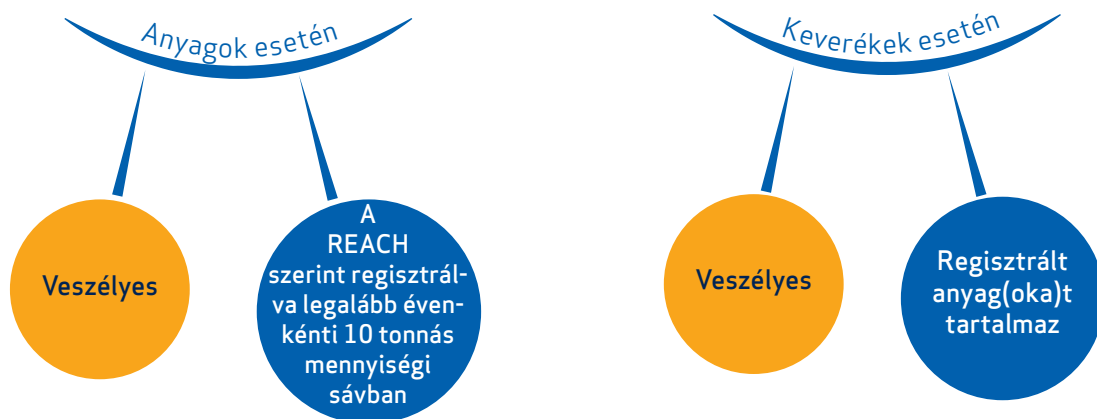 Anyagok esetén
Veszélyes
A
REACH
szerint regisztrál-
va legalább éven-
kénti 10 tonnás
mennyiségi
sávban
Keverékek esetén
Veszélyes
Regisztrált
anyag(oka)t
tartalmaz